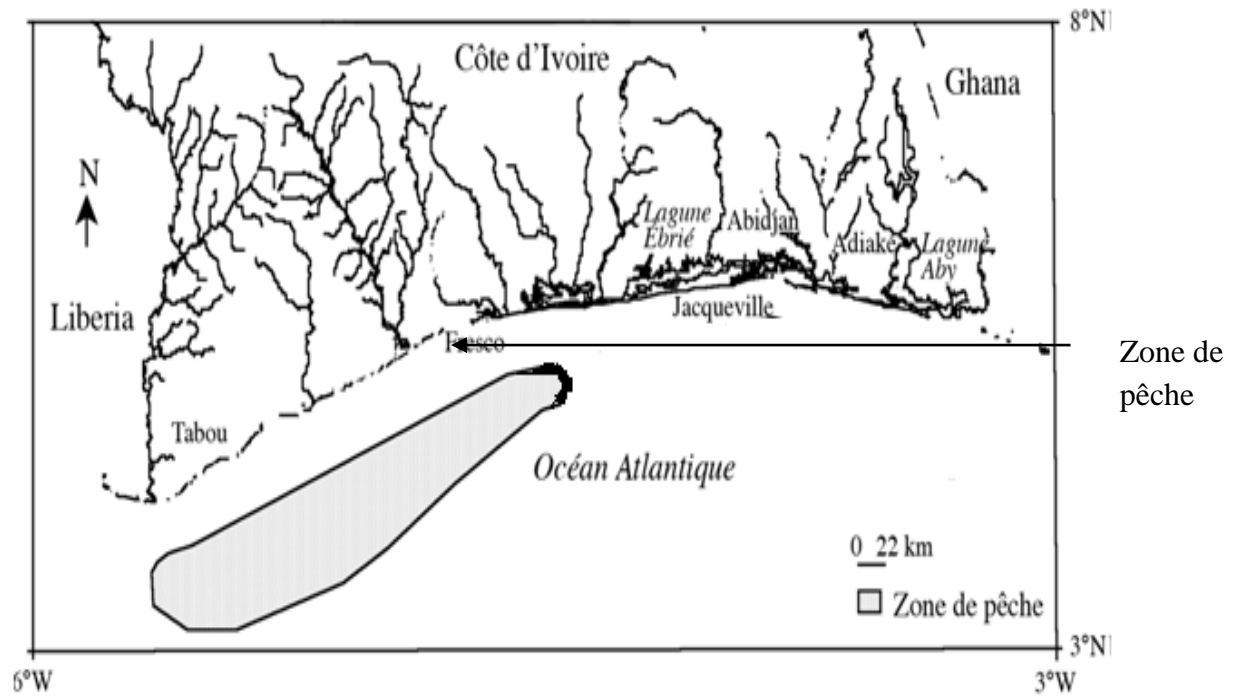 8°N
Côte d'Ivoire
Ghana
N
Lagune
Ébrié
Abidjan
Adiaké
Lagune
Aby
Liberia
Jacqueville
Fresco
Zone de
pêche
Tabou
Océan Atlantique
0 22 km
Zone de pêche
3°N
6°W
3°W